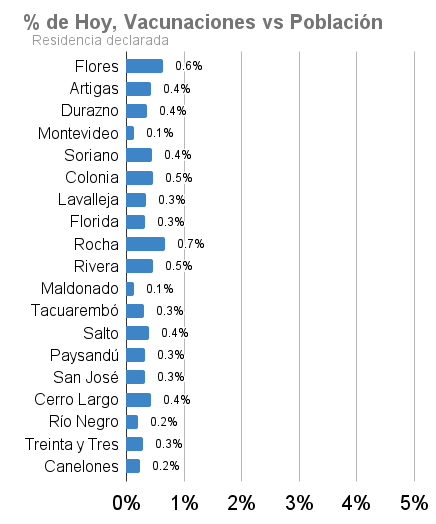 % de Hoy, Vacunaciones vs Población
Residencia declarada
Flores 0.6%
Artigas 0.4%
Durazno 0.4%
Montevideo 0.1%
Soriano 0.4%
Colonia 0.5%
Lavalleja 0.3%
Florida 0.3%
Rocha 0.7%
Rivera 0.5%
Maldonado 0.1%
Tacuarembó 0.3%
Salto 0.4%
Paysandú 0.3%
San José 0.3%
Cerro Largo 0.4%
Río Negro 0.2%
Treinta y Tres 0.3%
Canelones 0.2%
0% 1% 2% 3% 4% 5%